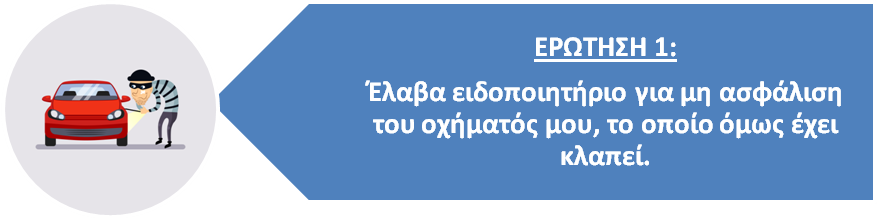 ΕΡΩΤΗΣΗ 1:
Έλαβα ειδοποιητήριο για μη ασφάλιση
του οχήματός μου, το οποίο όμως έχει
κλαπεί.